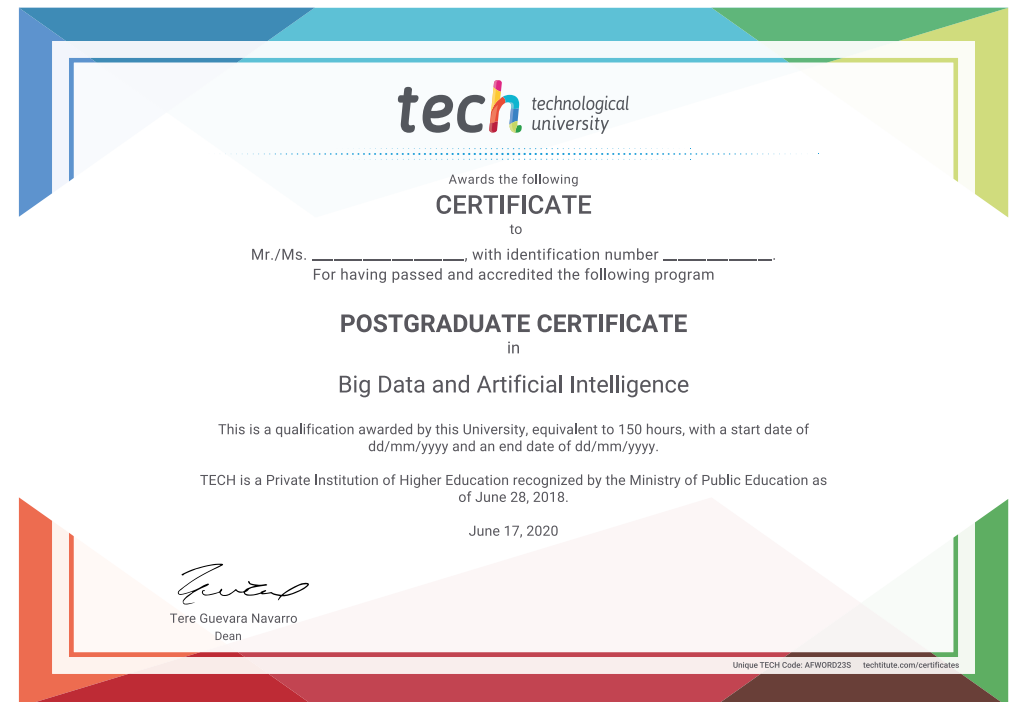 tech technological
university
Awards the following
CERTIFICATE
to
Mr./Ms. ____________________, with identification number ______________.
For having passed and accredited the following program
POSTGRADUATE CERTIFICATE
in
Big Data and Artificial Intelligence
This is a qualification awarded by this University, equivalent to 150 hours, with a start date of
dd/mm/yyyy and an end date of dd/mm/yyyy.
TECH is a Private Institution of Higher Education recognized by the Ministry of Public Education as
of June 28, 2018.
June 17, 2020
Tere Guevara Navarro
Dean
Unique TECH Code: AFWORD23S techtitute.com/certificates